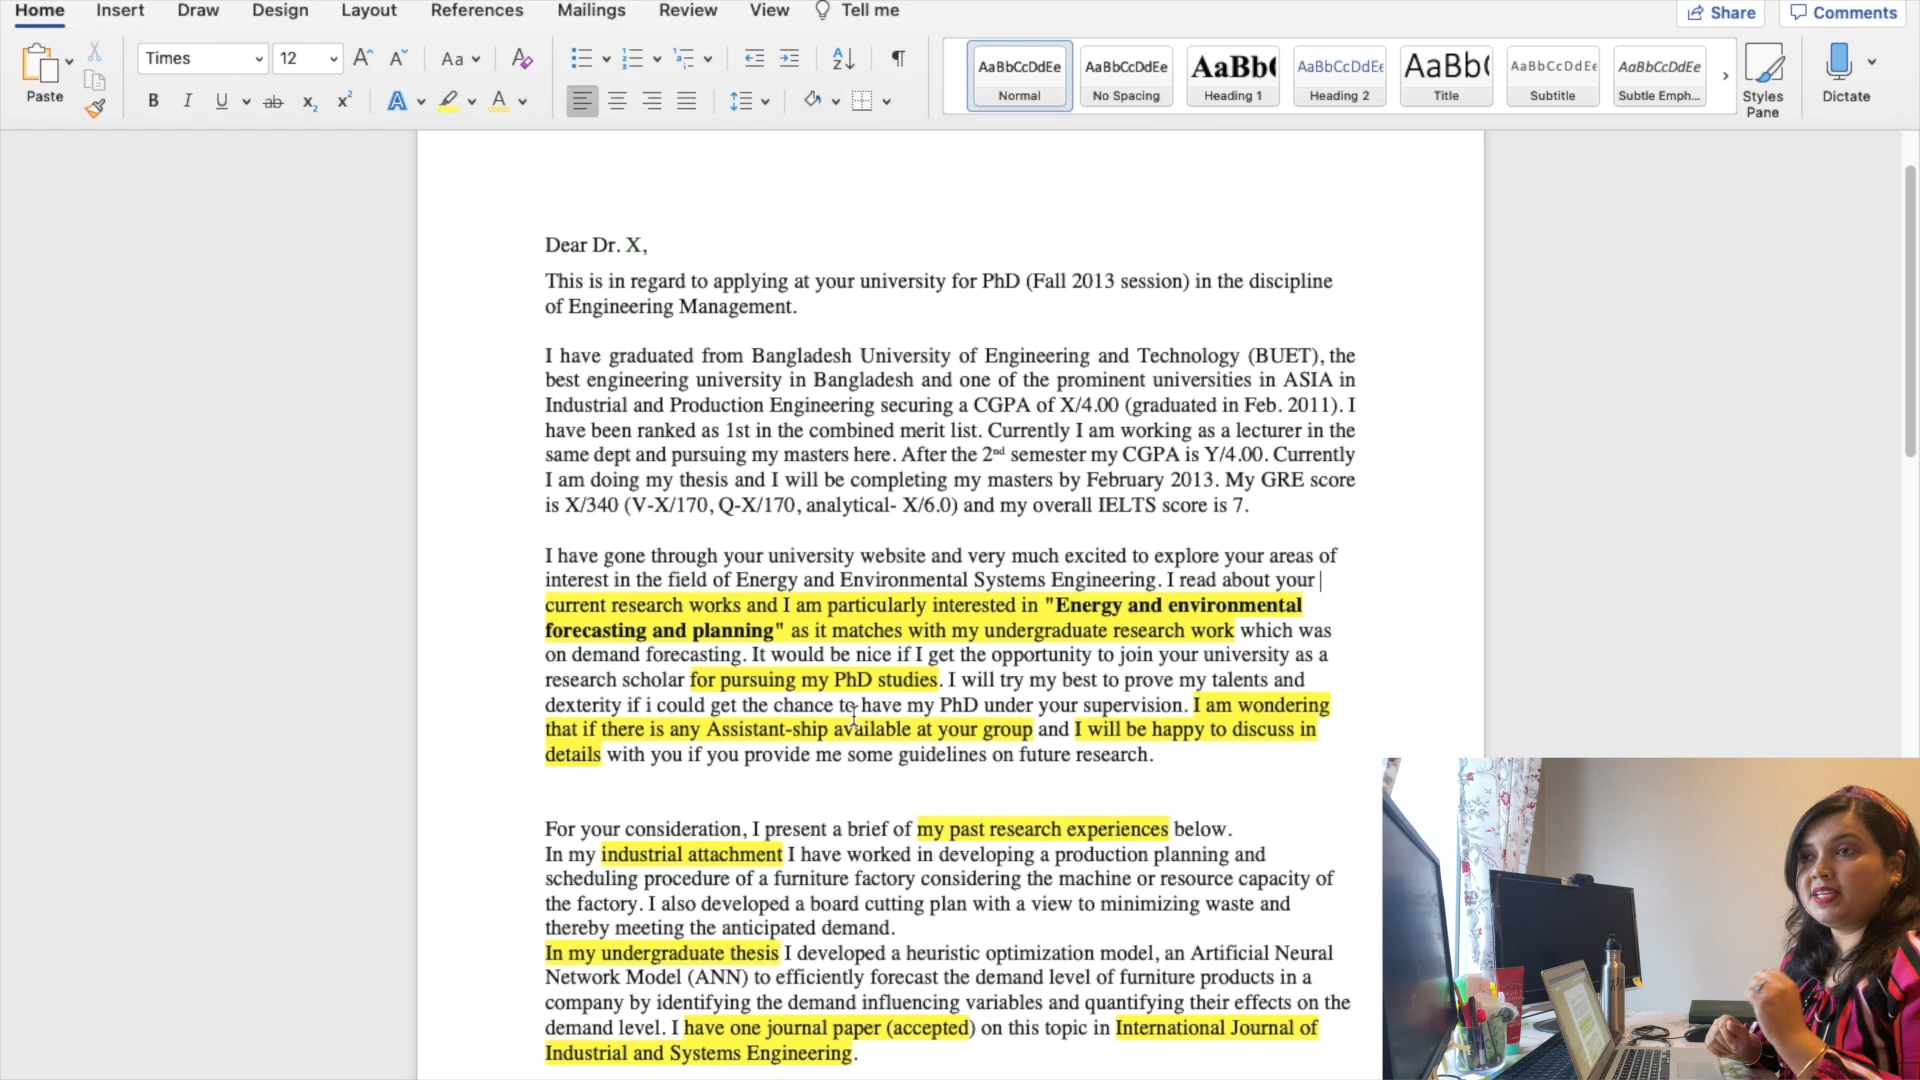 Home Insert Draw Design Layout References Mailings Review View Tell me Share Comments
Times 12 Aa
Paste
B I U ab x2 x2 A A
AaBbCcDdEe AaBbCcDdEe AaBb( AaBbCcDdEe AaBb( AaBbCcDdEe AaBbCcDdEe
Normal No Spacing Heading 1 Heading 2 Title Subtitle Subtle Emph...
Styles Pane
Dictate
Dear Dr. X,
This is in regard to applying at your university for PhD (Fall 2013 session) in the discipline
of Engineering Management.
I have graduated from Bangladesh University of Engineering and Technology (BUET), the
best engineering university in Bangladesh and one of the prominent universities in ASIA in
Industrial and Production Engineering securing a CGPA of X/4.00 (graduated in Feb. 2011). I
have been ranked as 1st in the combined merit list. Currently I am working as a lecturer in the
same dept and pursuing my masters here. After the 2nd semester my CGPA is Y/4.00. Currently
I am doing my thesis and I will be completing my masters by February 2013. My GRE score
is X/340 (V-X/170, Q-X/170, analytical- X/6.0) and my overall IELTS score is 7.
I have gone through your university website and very much excited to explore your areas of
interest in the field of Energy and Environmental Systems Engineering. I read about your
current research works and I am particularly interested in "Energy and environmental
forecasting and planning" as it matches with my undergraduate research work which was
on demand forecasting. It would be nice if I get the opportunity to join your university as a
research scholar for pursuing my PhD studies. I will try my best to prove my talents and
dexterity if i could get the chance to have my PhD under your supervision. I am wondering
that if there is any Assistant-ship available at your group and I will be happy to discuss in
details with you if you provide me some guidelines on future research.
For your consideration, I present a brief of my past research experiences below.
In my industrial attachment I have worked in developing a production planning and
scheduling procedure of a furniture factory considering the machine or resource capacity of
the factory. I also developed a board cutting plan with a view to minimizing waste and
thereby meeting the anticipated demand.
In my undergraduate thesis I developed a heuristic optimization model, an Artificial Neural
Network Model (ANN) to efficiently forecast the demand level of furniture products in a
company by identifying the demand influencing variables and quantifying their effects on the
demand level. I have one journal paper (accepted) on this topic in International Journal of
Industrial and Systems Engineering.